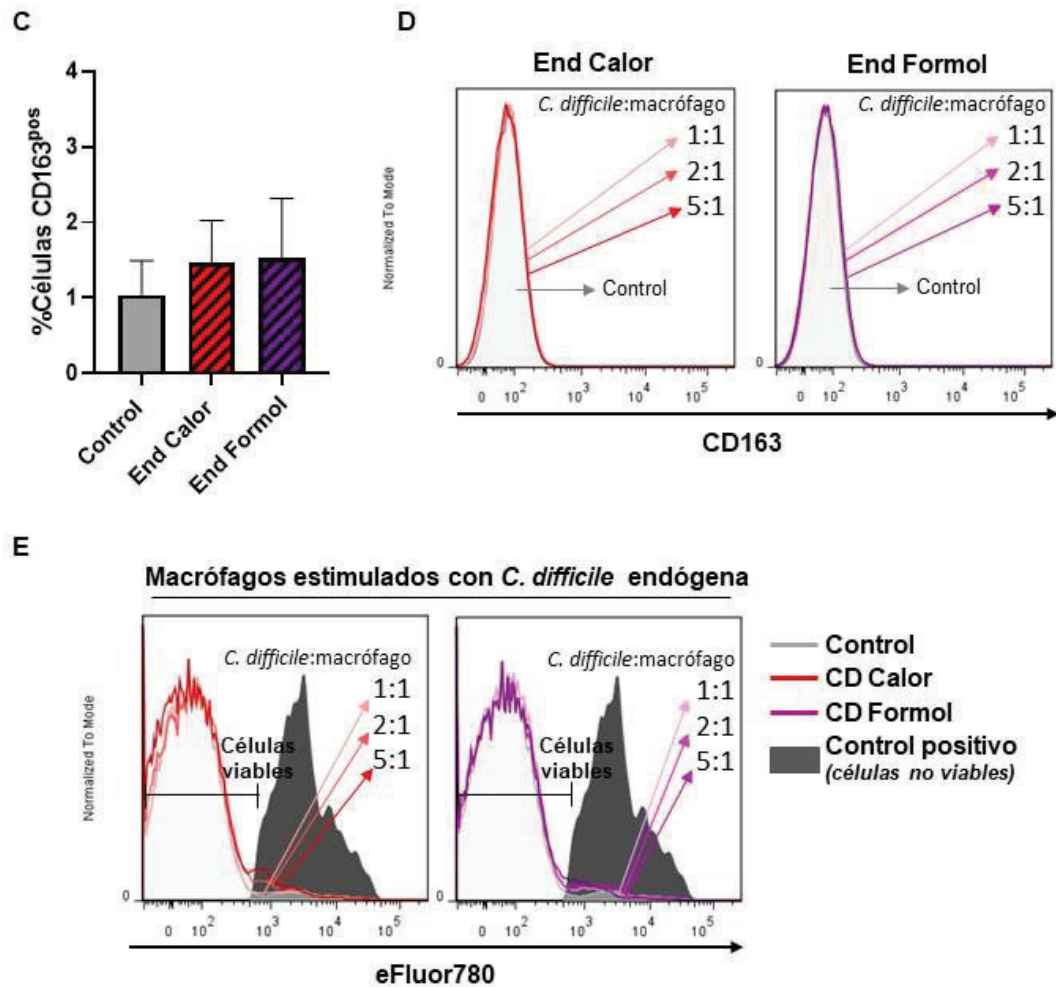 C
%Células CD163pos
4
3
2
1
0
Control
End Calor
End Formol
D
End Calor
Normalized To Mode
C. difficile:macrófago
1:1
2:1
5:1
Control
0
0 10² 10³ 10⁴ 10⁵
End Formol
C. difficile:macrófago
1:1
2:1
5:1
Control
0
0 10² 10³ 10⁴ 10⁵
CD163
E
Macrófagos estimulados con C. difficile endógena
Normalized To Mode
C. difficile:macrófago
1:1
2:1
5:1
Células
viables
0
0 10² 10³ 10⁴ 10⁵
C. difficile:macrófago
1:1
2:1
5:1
Células
viables
0
0 10² 10³ 10⁴ 10⁵
eFluor780
Control
CD Calor
CD Formol
Control positivo
(células no viables)